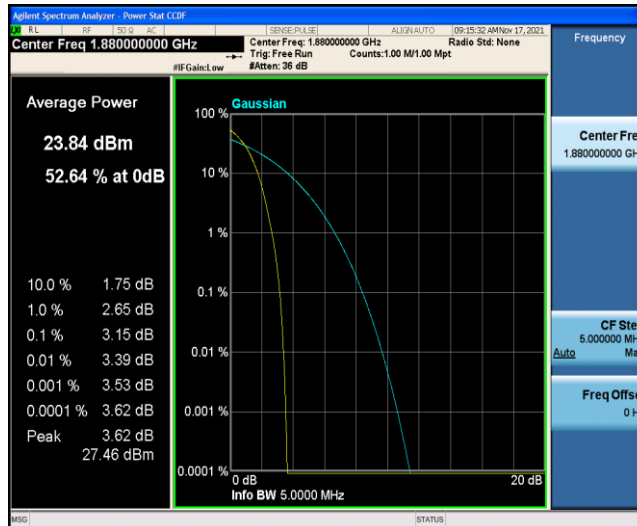 Agilent Spectrum Analyzer - Power Stat CCDF
RL RF 50 Ω AC SENSE:PULSE ALIGN AUTO 09:15:32 AM Nov 17, 2021
Center Freq 1.880000000 GHz
Center Freq: 1.880000000 GHz Radio Std: None
Trig: Free Run Counts:1.00 M/1.00 Mpt
#IFGain:Low #Atten: 36 dB
Frequency
Average Power
23.84 dBm
52.64 % at 0dB
10.0 % 1.75 dB
1.0 % 2.65 dB
0.1 % 3.15 dB
0.01 % 3.39 dB
0.001 % 3.53 dB
0.0001 % 3.62 dB
Peak 3.62 dB
27.46 dBm
Gaussian
100 %
10 %
1 %
0.1 %
0.01 %
0.001 %
0.0001 %
0 dB 20 dB
Info BW 5.0000 MHz
Center Fre
1.880000000 GH
CF Ste
5.000000 MH
Auto Ma
Freq Offse
0 H
MSG STATUS